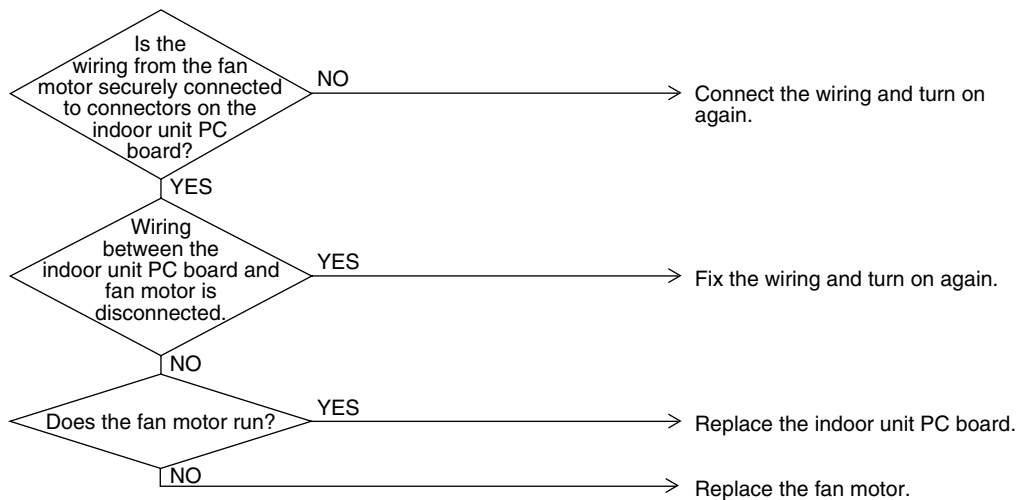 Is the
wiring from the fan
motor securely connected
to connectors on the
indoor unit PC
board?
NO
Connect the wiring and turn on
again.
YES
Wiring
between the
indoor unit PC board and
fan motor is
disconnected.
YES
Fix the wiring and turn on again.
NO
Does the fan motor run?
YES
Replace the indoor unit PC board.
NO
Replace the fan motor.